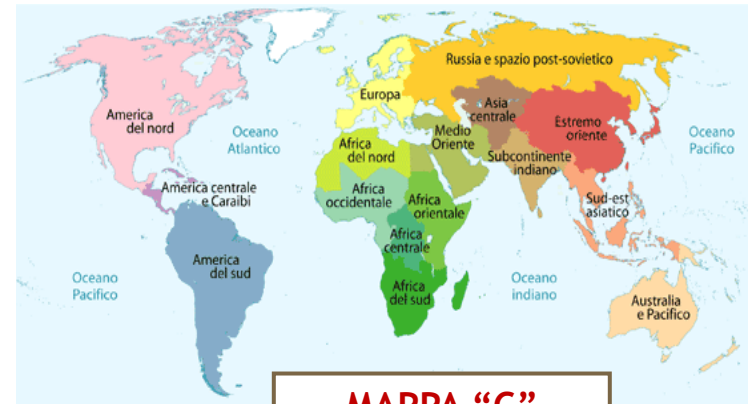 Russia e spazio post-sovietico
Europa
Asia
centrale
America
del nord
Estremo
oriente
Oceano
Atlantico
Medio
Oriente
Oceano
Pacifico
Africa
del nord
Subcontinente
indiano
America centrale
e Caraibi
Africa
occidentale
Africa
orientale
Sud-est
asiatico
Africa
centrale
America
del sud
Oceano
Pacifico
Oceano
indiano
Africa
del sud
Australia
e Pacifico
MAPPA “C”